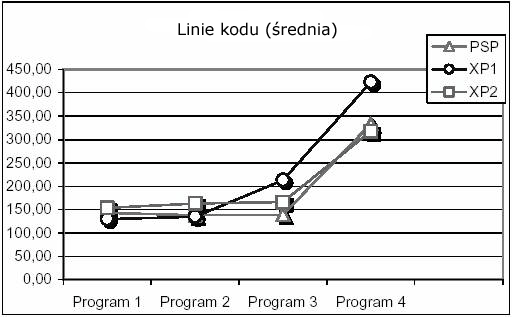 Linie kodu (średnia)
PSP
XP1
XP2
450,00
400,00
350,00
300,00
250,00
200,00
150,00
100,00
50,00
0,00
Program 1 Program 2 Program 3 Program 4